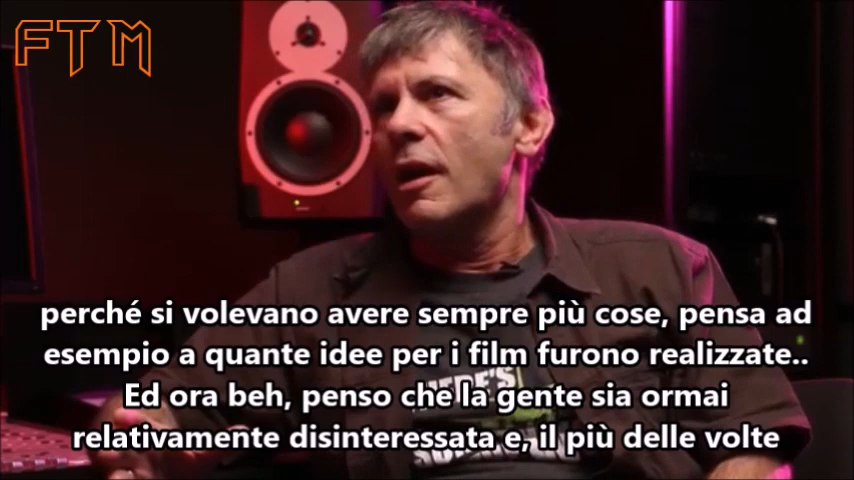 FTM
perché si volevano avere sempre più cose, pensa ad
esempio a quante idee per i film furono realizzate..
Ed ora beh, penso che la gente sia ormai
relativamente disinteressata e, il più delle volte